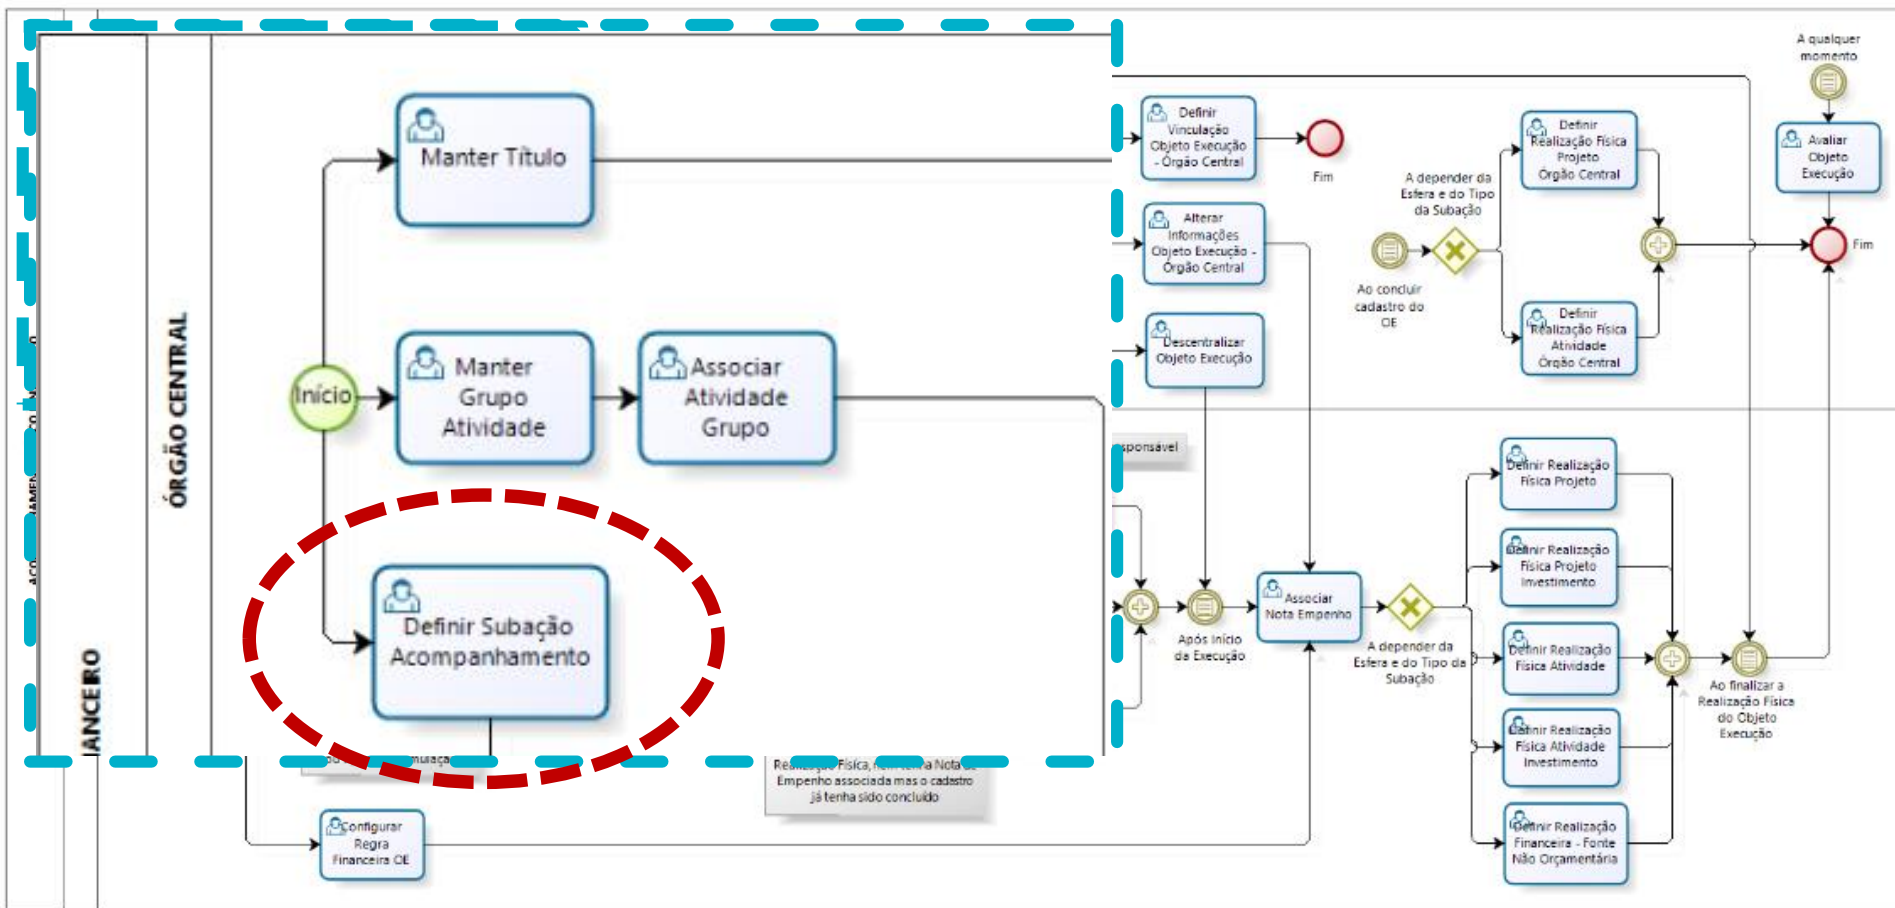 ÓRGÃO CENTRAL
IANCEIRO
Início
Manter Título
Manter
Grupo
Atividade
Associar
Atividade
Grupo
Definir Subação
Acompanhamento
Definir
Vinculação
Objeto Execução
- Órgão Central
Fim
Alterar
Informações
Objeto Execução -
Órgão Central
Descentralizar
Objeto Execução
Ao concluir
cadastro do
OE
A depender da
Esfera e do Tipo
da Subação
Definir
Realização Física
Projeto
Órgão Central
Definir
Realização Física
Atividade
Órgão Central
A qualquer
momento
Avaliar
Objeto
Execução
Fim
sponsável
Após Início
da Execução
Associar
Nota Empenho
A depender da
Esfera e do Tipo da
Subação
Definir Realização
Física Projeto
Definir Realização
Física Projeto
Investimento
Definir Realização
Física Atividade
Definir Realização
Física Atividade
Investimento
Definir Realização
Financeira - Fonte
Não Orçamentária
Ao finalizar a
Realização Física
do Objeto
Execução
Realização Física, Nota
Empenho associada mas o cadastro
já tenha sido concluído
Configurar
Regra
Financeira OE